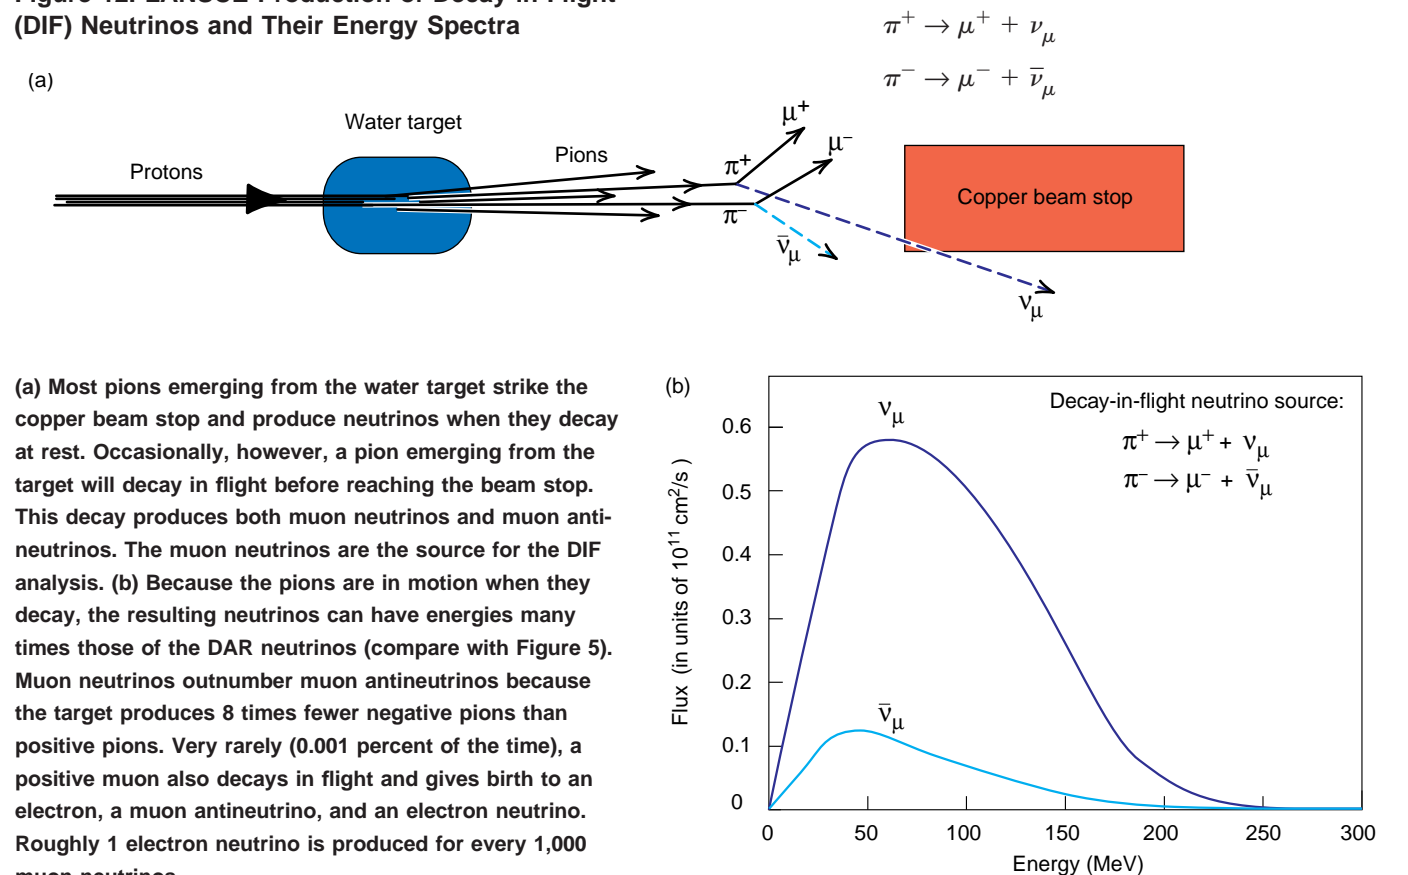 (DIF) Neutrinos and Their Energy Spectra
π⁺ → μ⁺ + ν_μ
π⁻ → μ⁻ + ν̅_μ
(a)
Water target
Protons
Pions
π⁺
μ⁺
μ⁻
π⁻
ν̅_μ
ν_μ
Copper beam stop
(a) Most pions emerging from the water target strike the
copper beam stop and produce neutrinos when they decay
at rest. Occasionally, however, a pion emerging from the
target will decay in flight before reaching the beam stop.
This decay produces both muon neutrinos and muon anti-
neutrinos. The muon neutrinos are the source for the DIF
analysis. (b) Because the pions are in motion when they
decay, the resulting neutrinos can have energies many
times those of the DAR neutrinos (compare with Figure 5).
Muon neutrinos outnumber muon antineutrinos because
the target produces 8 times fewer negative pions than
positive pions. Very rarely (0.001 percent of the time), a
positive muon also decays in flight and gives birth to an
electron, a muon antineutrino, and an electron neutrino.
Roughly 1 electron neutrino is produced for every 1,000
(b)
Decay-in-flight neutrino source:
π⁺ → μ⁺ + ν_μ
π⁻ → μ⁻ + ν̅_μ
ν_μ
ν̅_μ
Flux (in units of 10¹¹ cm²/s )
0.6
0.5
0.4
0.3
0.2
0.1
0
0 50 100 150 200 250 300
Energy (MeV)